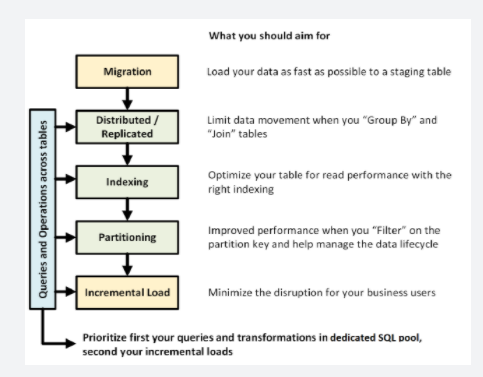 What you should aim for
Migration
Load your data as fast as possible to a staging table
Queries and Operations across tables
Distributed /
Replicated
Limit data movement when you “Group By” and
“Join” tables
Indexing
Optimize your table for read performance with the
right indexing
Partitioning
Improved performance when you “Filter” on the
partition key and help manage the data lifecycle
Incremental Load
Minimize the disruption for your business users
Prioritize first your queries and transformations in dedicated SQL pool,
second your incremental loads